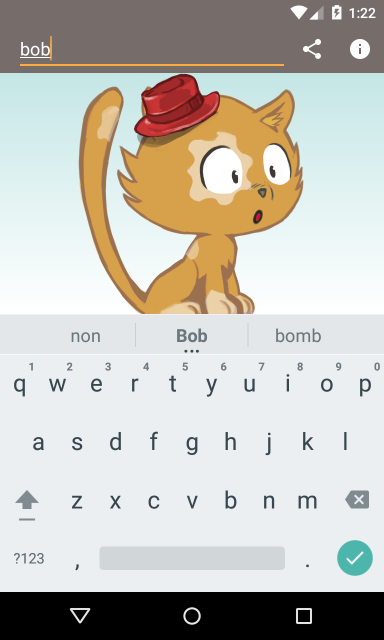 1:22
bob
non Bob bomb
1 2 3 4 5 6 7 8 9 0
q w e r t y u i o p
a s d f g h j k l
z x c v b n m
?123 , .